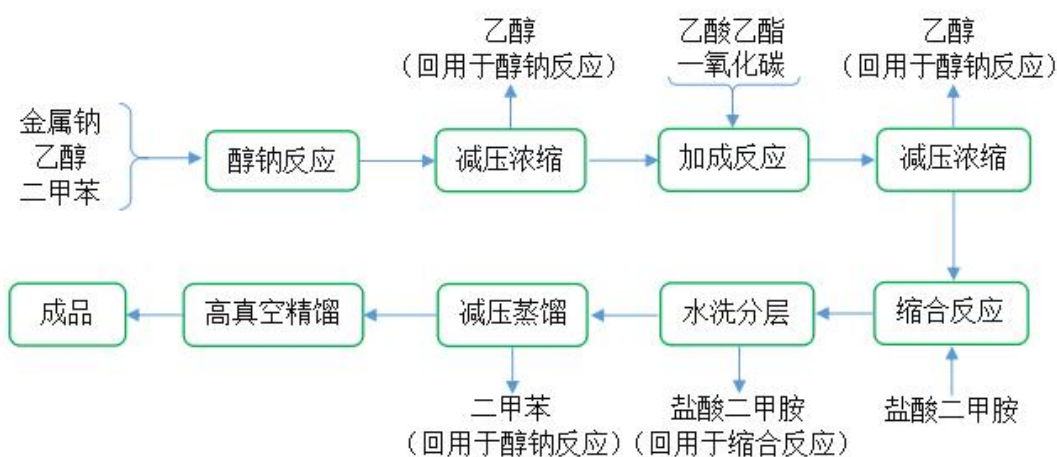 乙醇
（回用于醇钠反应）
乙酸乙酯
一氧化碳
乙醇
（回用于醇钠反应）
金属钠
乙醇
二甲苯
醇钠反应
减压浓缩
加成反应
减压浓缩
成品
高真空精馏
减压蒸馏
水洗分层
缩合反应
二甲苯
（回用于醇钠反应）
盐酸二甲胺
（回用于缩合反应）
盐酸二甲胺